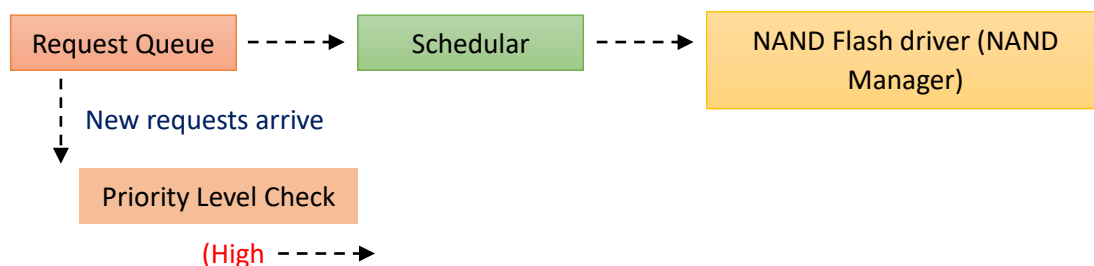 Request Queue
Schedular
NAND Flash driver (NAND
Manager)
New requests arrive
Priority Level Check
(High